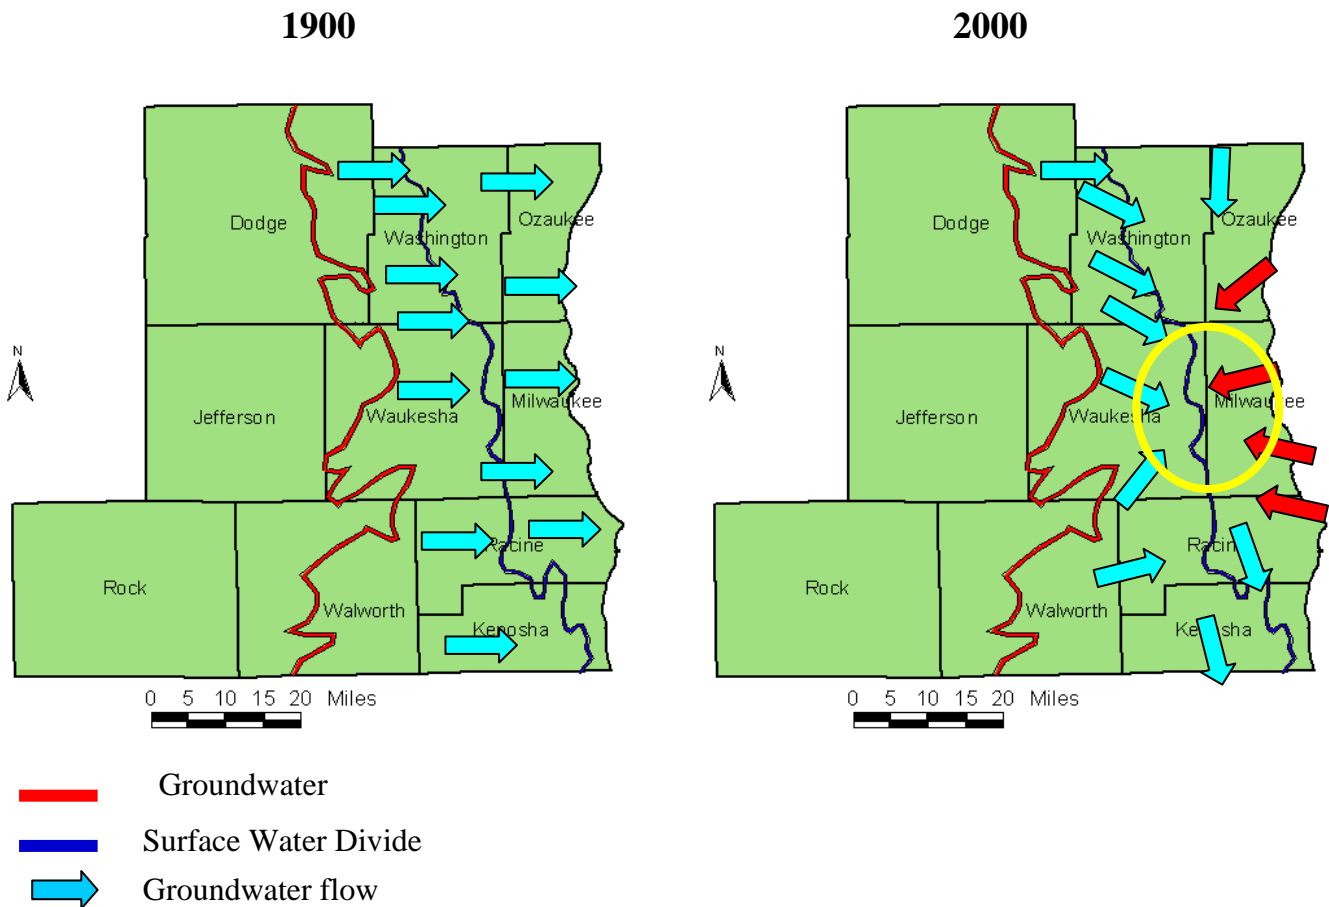 1900
2000
Dodge
Washington
Ozaukee
N
Jefferson
Waukesha
Milwaukee
Rock
Walworth
Racine
Kenosha
0 5 10 15 20 Miles
Dodge
Washington
Ozaukee
N
Jefferson
Waukesha
Milwaukee
Rock
Walworth
Racine
Kenosha
0 5 10 15 20 Miles
Groundwater
Surface Water Divide
Groundwater flow